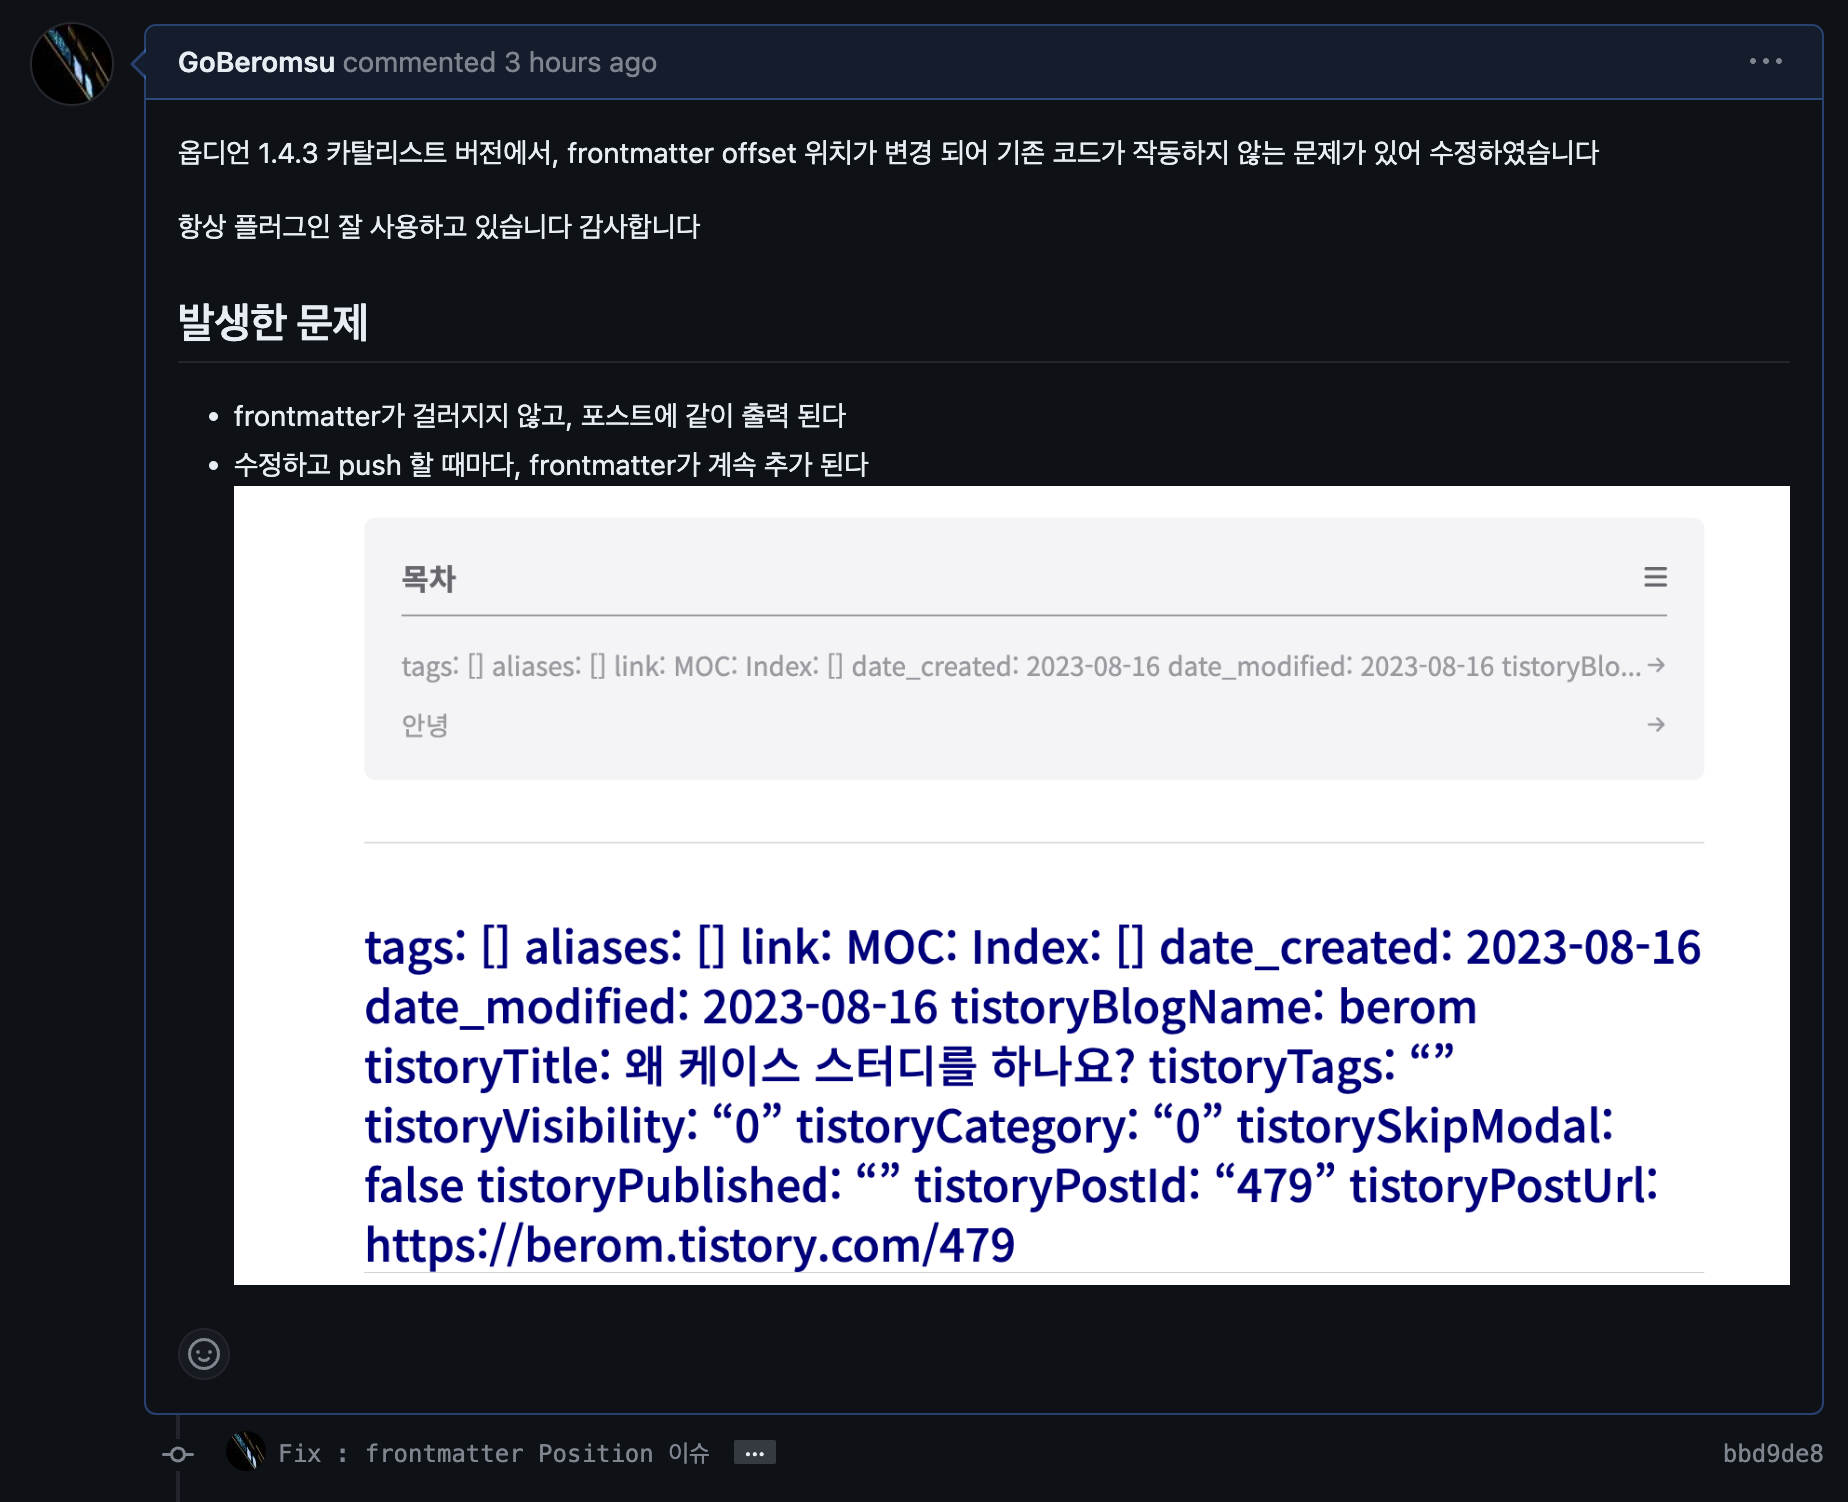 GoBeromsu commented 3 hours ago
옵디언 1.4.3 카탈리스트 버전에서, frontmatter offset 위치가 변경 되어 기존 코드가 작동하지 않는 문제가 있어 수정하였습니다
항상 플러그인 잘 사용하고 있습니다 감사합니다
발생한 문제
• frontmatter가 걸러지지 않고, 포스트에 같이 출력 된다
• 수정하고 push 할 때마다, frontmatter가 계속 추가 된다
목차
tags: [] aliases: [] link: MOC: Index: [] date_created: 2023-08-16 date_modified: 2023-08-16 tistoryBlo... →
안녕 →
tags: [] aliases: [] link: MOC: Index: [] date_created: 2023-08-16
date_modified: 2023-08-16 tistoryBlogName: berom
tistoryTitle: 왜 케이스 스터디를 하나요? tistoryTags: “”
tistoryVisibility: “0” tistoryCategory: “0” tistorySkipModal:
false tistoryPublished: “” tistoryPostId: “479” tistoryPostUrl:
https://berom.tistory.com/479
Fix : frontmatter Position 이슈 ... bbd9de8